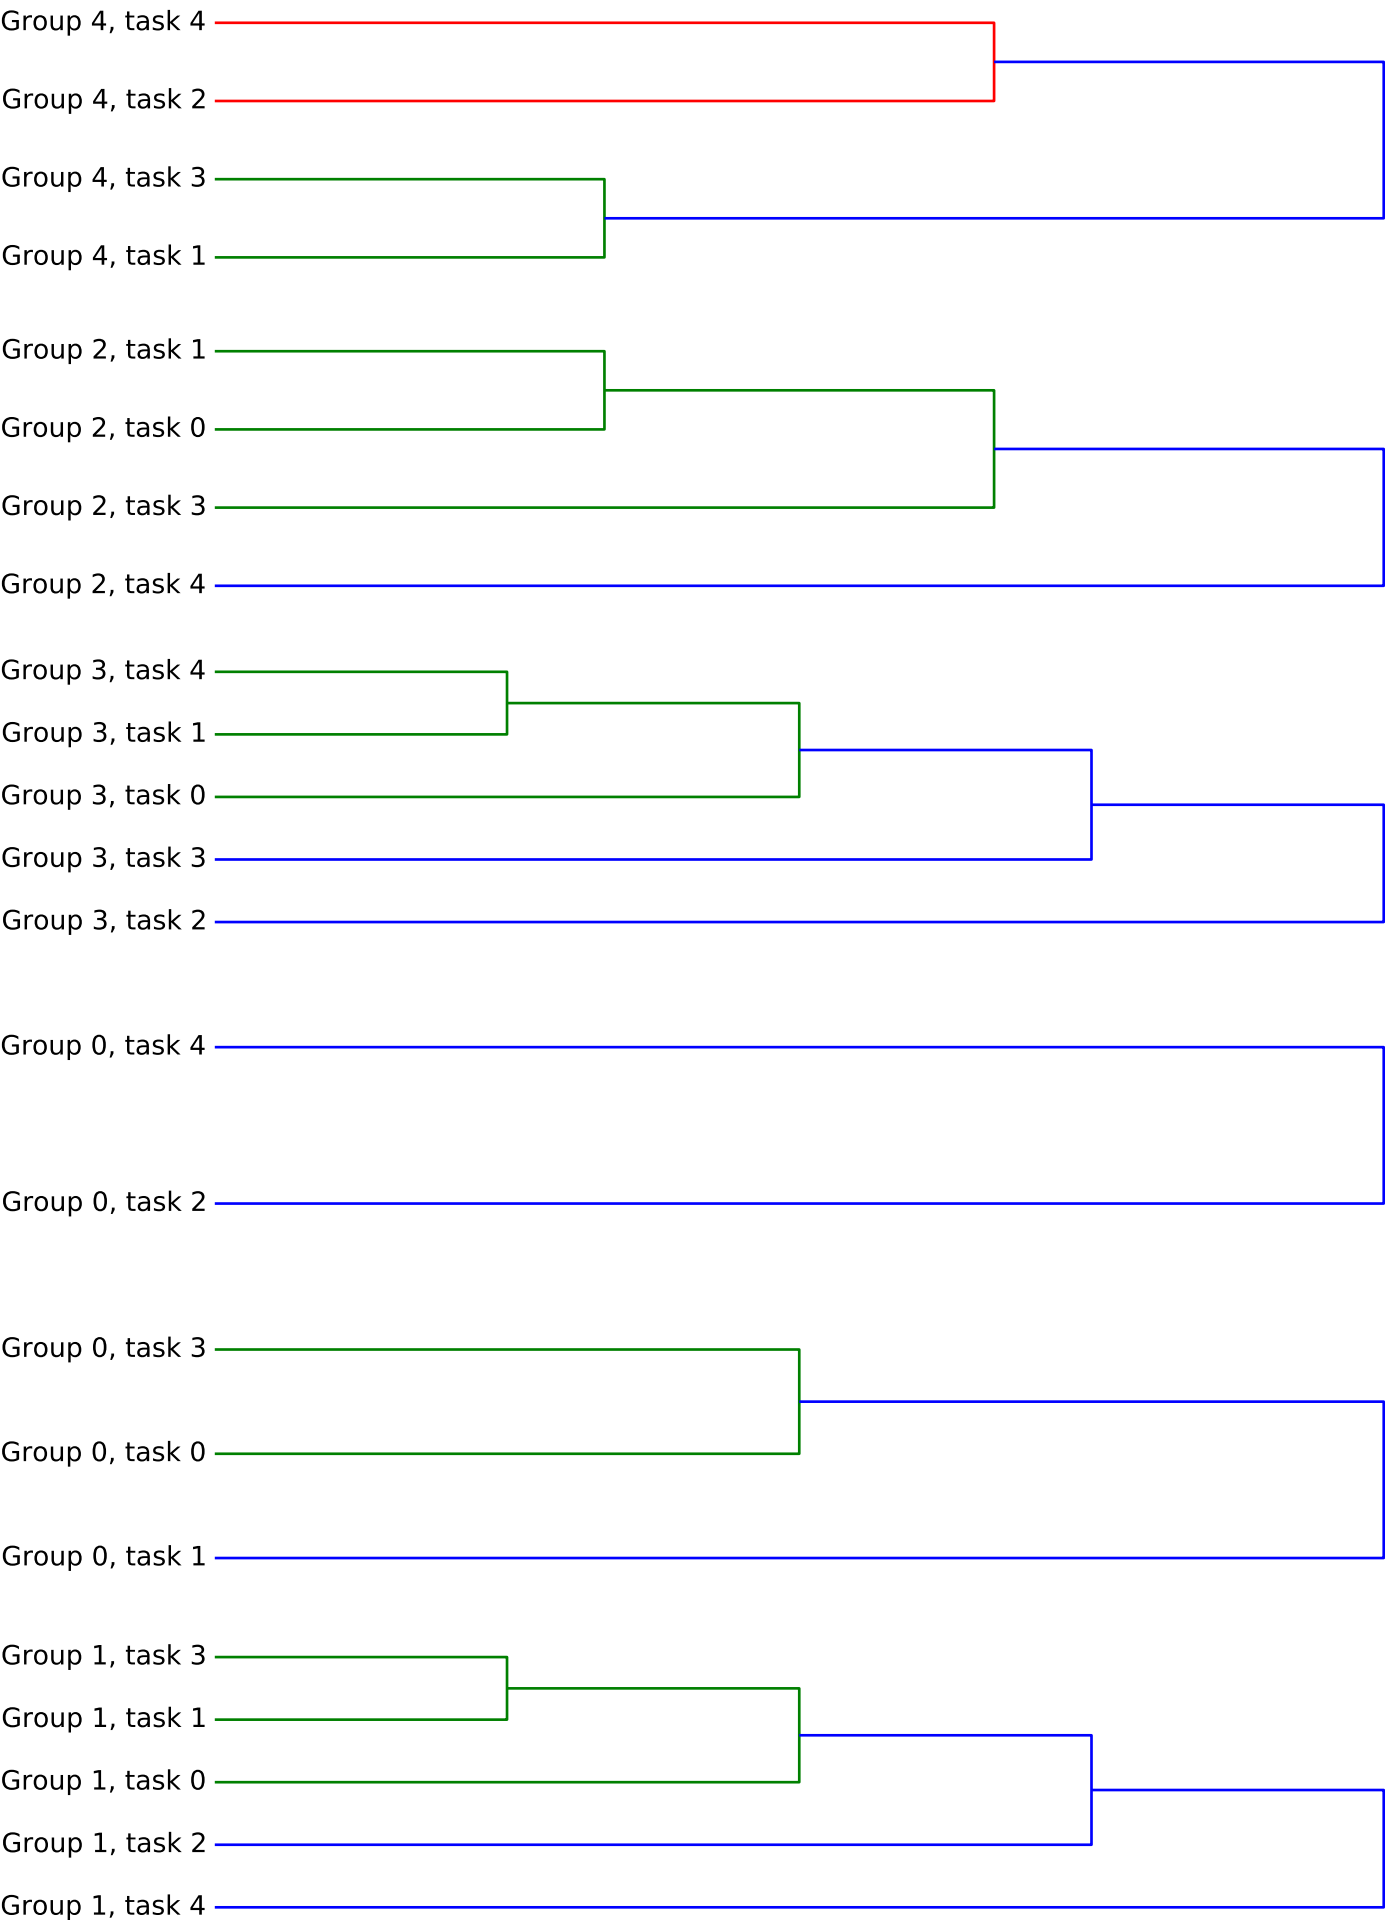 Group 4, task 4
Group 4, task 2
Group 4, task 3
Group 4, task 1
Group 2, task 1
Group 2, task 0
Group 2, task 3
Group 2, task 4
Group 3, task 4
Group 3, task 1
Group 3, task 0
Group 3, task 3
Group 3, task 2
Group 0, task 4
Group 0, task 2
Group 0, task 3
Group 0, task 0
Group 0, task 1
Group 1, task 3
Group 1, task 1
Group 1, task 0
Group 1, task 2
Group 1, task 4